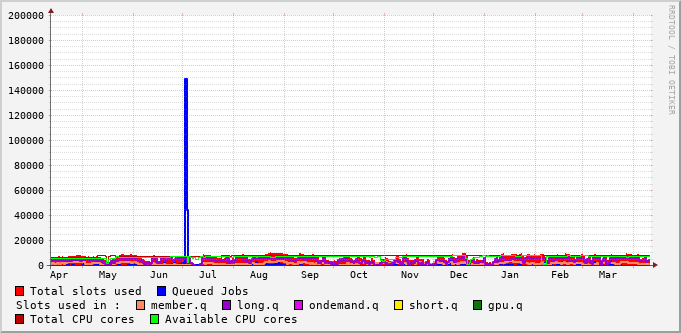 200000
180000
160000
140000
120000
100000
80000
60000
40000
20000
0
Apr May Jun Jul Aug Sep Oct Nov Dec Jan Feb Mar
RRDTOOL / TOBI OETIKER
Total slots used Queued Jobs
Slots used in : member.q long.q ondemand.q short.q gpu.q
Total CPU cores Available CPU cores